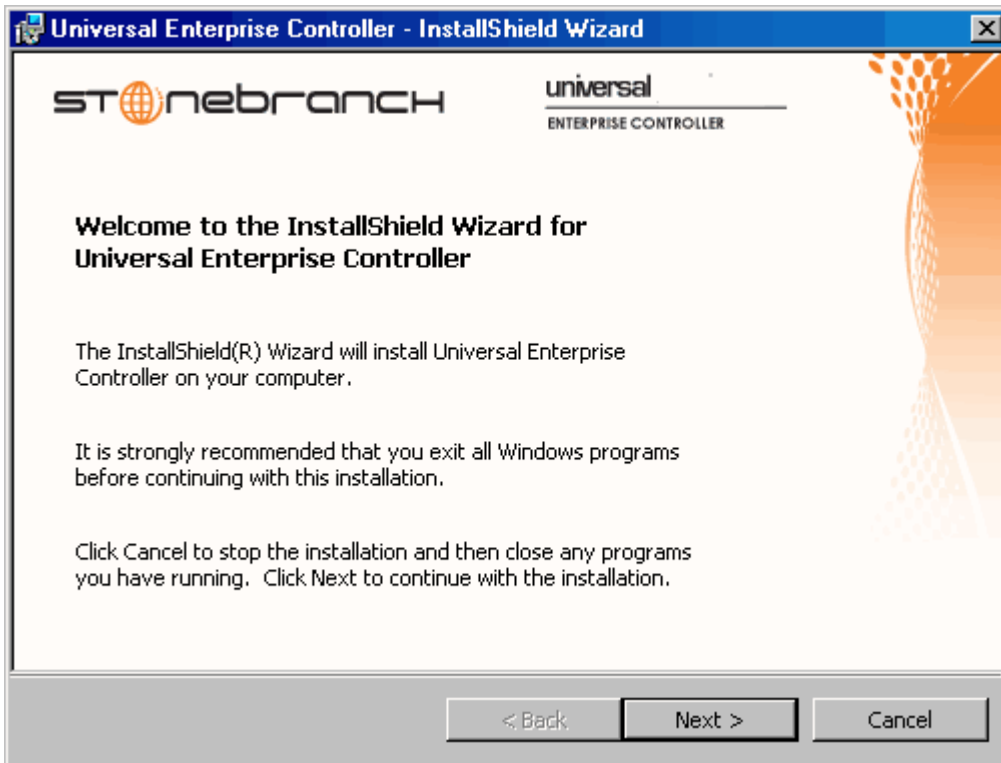 Universal Enterprise Controller - InstallShield Wizard
STONEBRANCH
universal
ENTERPRISE CONTROLLER
Welcome to the InstallShield Wizard for
Universal Enterprise Controller
The InstallShield(R) Wizard will install Universal Enterprise
Controller on your computer.
It is strongly recommended that you exit all Windows programs
before continuing with this installation.
Click Cancel to stop the installation and then close any programs
you have running.  Click Next to continue with the installation.
< Back
Next >
Cancel